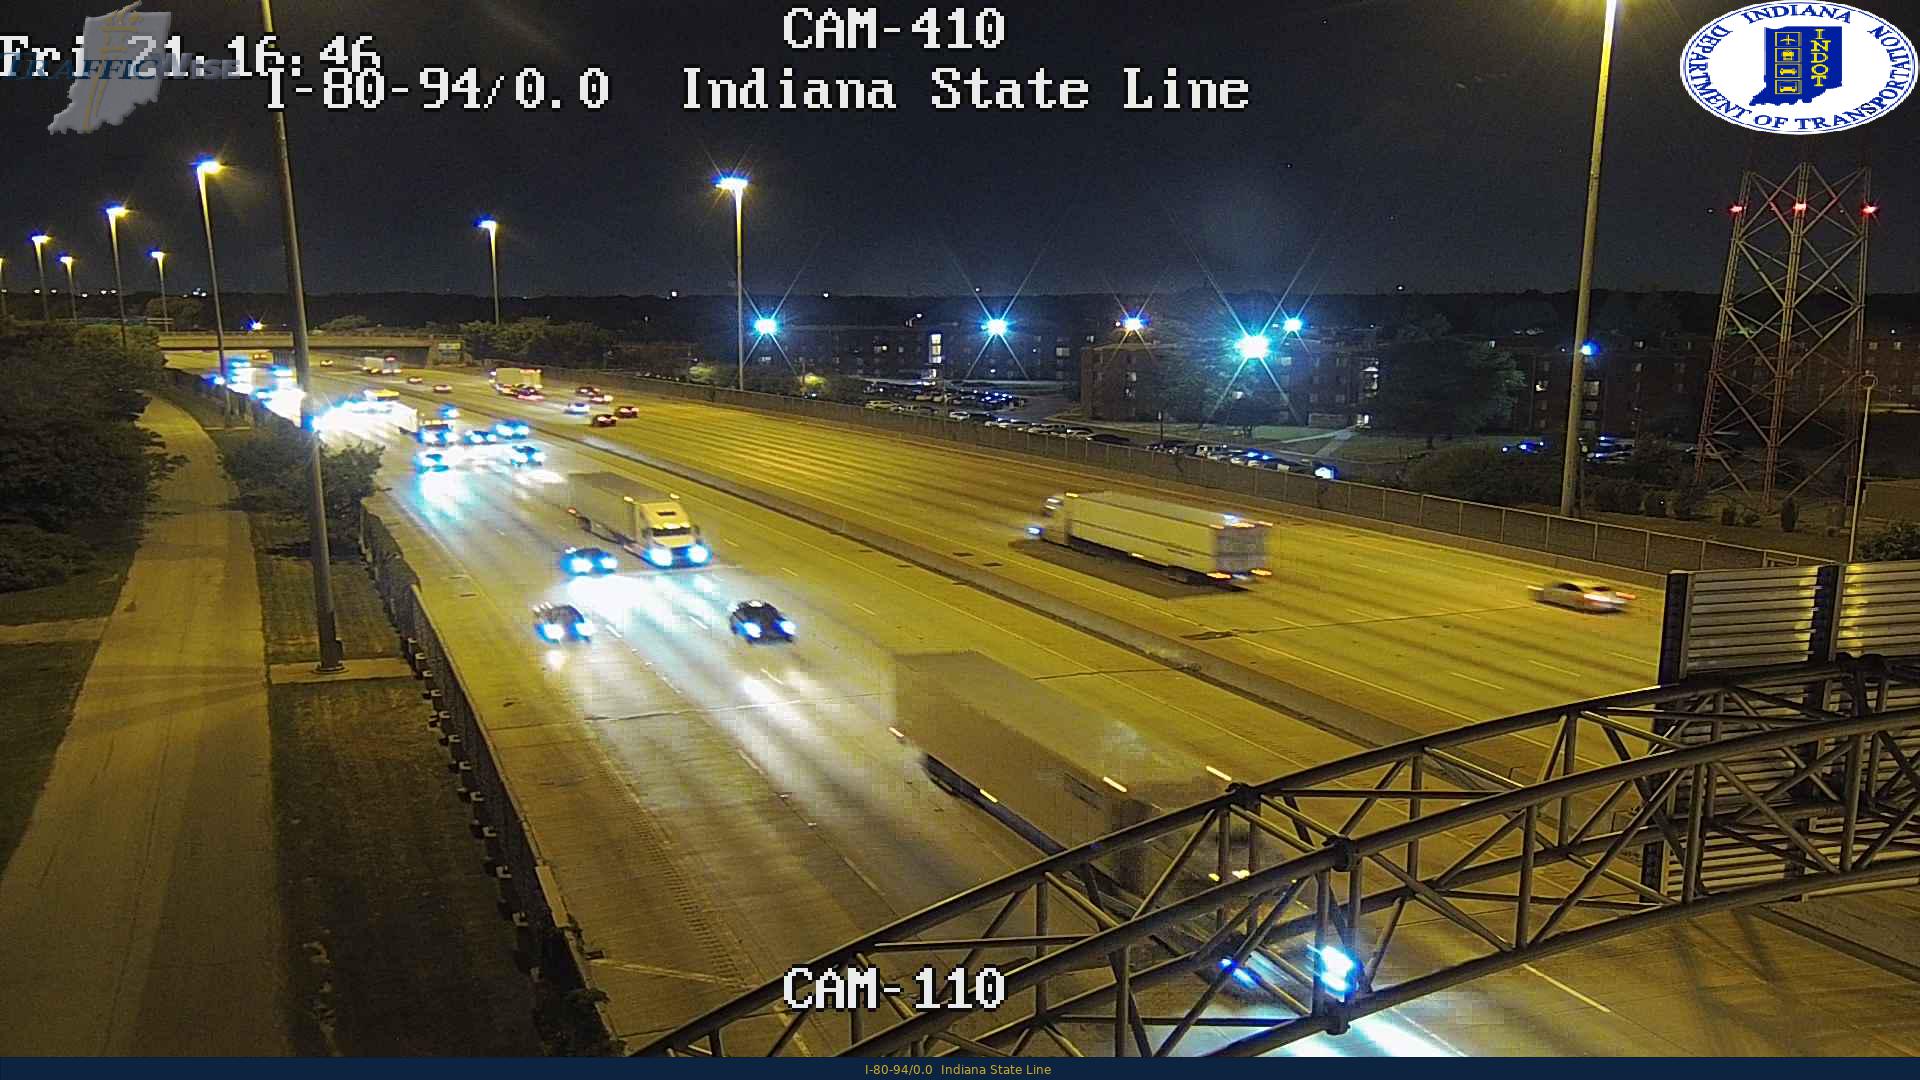 CAM-410
Fri 21:16:46
TRAFFICWISE
I-80-94/0.0 Indiana State Line
INDIANA
DEPARTMENT OF TRANSPORTATION
INDOT
CAM-110
I-80-94/0.0 Indiana State Line